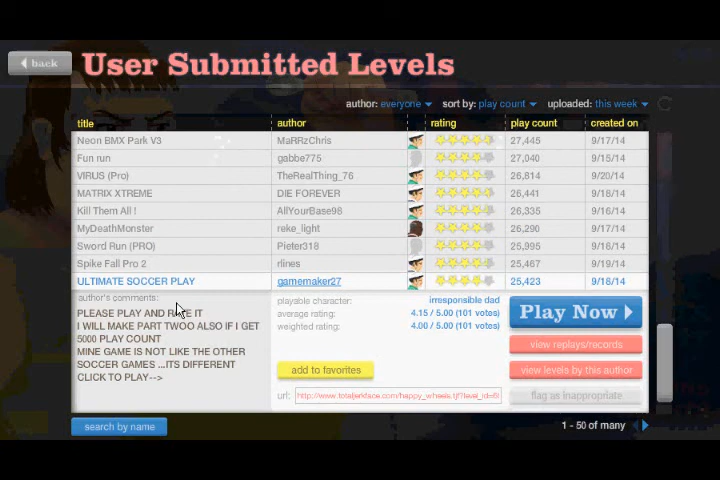 back
User Submitted Levels
author: everyone sort by: play count uploaded: this week
title author rating play count created on
Neon BMX Park V3 MaRRzChris 27,445 9/17/14
Fun run gabbe775 27,040 9/15/14
VIRUS (Pro) TheRealThing_76 26,814 9/20/14
MATRIX XTREME DIE FOREVER 26,441 9/18/14
Kill Them All ! AllYourBase98 26,335 9/16/14
MyDeathMonster reke_light 26,290 9/17/14
Sword Run (PRO) Pieter318 25,995 9/18/14
Spike Fall Pro 2 rlines 25,467 9/19/14
ULTIMATE SOCCER PLAY gamemaker27 25,423 9/18/14
author's comments:
PLEASE PLAY AND IT
I WILL MAKE PART TWOO ALSO IF I GET
5000 PLAY COUNT
MINE GAME IS NOT LIKE THE OTHER
SOCCER GAMES ...ITS DIFFERENT
CLICK TO PLAY-->
playable character: irresponsible dad
average rating: 4.15 / 5.00 (101 votes)
weighted rating: 4.00 / 5.00 (101 votes)
add to favorites
url: http://www.totaljerkface.com/happy_wheels.tjf?level_id=6
Play Now
view replays/records
view levels by this author
flag as inappropriate
search by name
1 - 50 of many